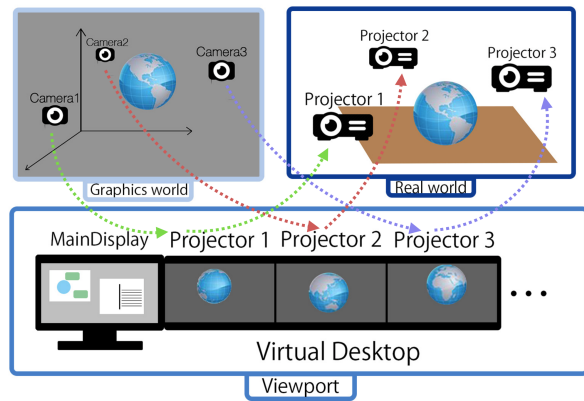 Camera2
Camera3
Camera1
Graphics world
Projector 2
Projector 3
Projector 1
Real world
MainDisplay
Projector 1
Projector 2
Projector 3
...
Virtual Desktop
Viewport